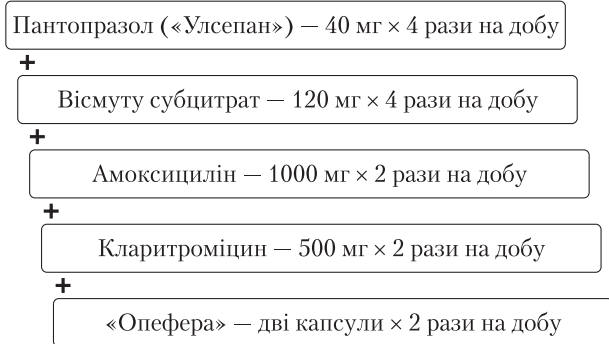 Пантопразол («Улсепан») — 40 мг × 4 рази на добу
+
Вісмуту субцитрат — 120 мг × 4 рази на добу
+
Амоксицилін — 1000 мг × 2 рази на добу
+
Кларитроміцин — 500 мг × 2 рази на добу
+
«Опефера» — дві капсули × 2 рази на добу